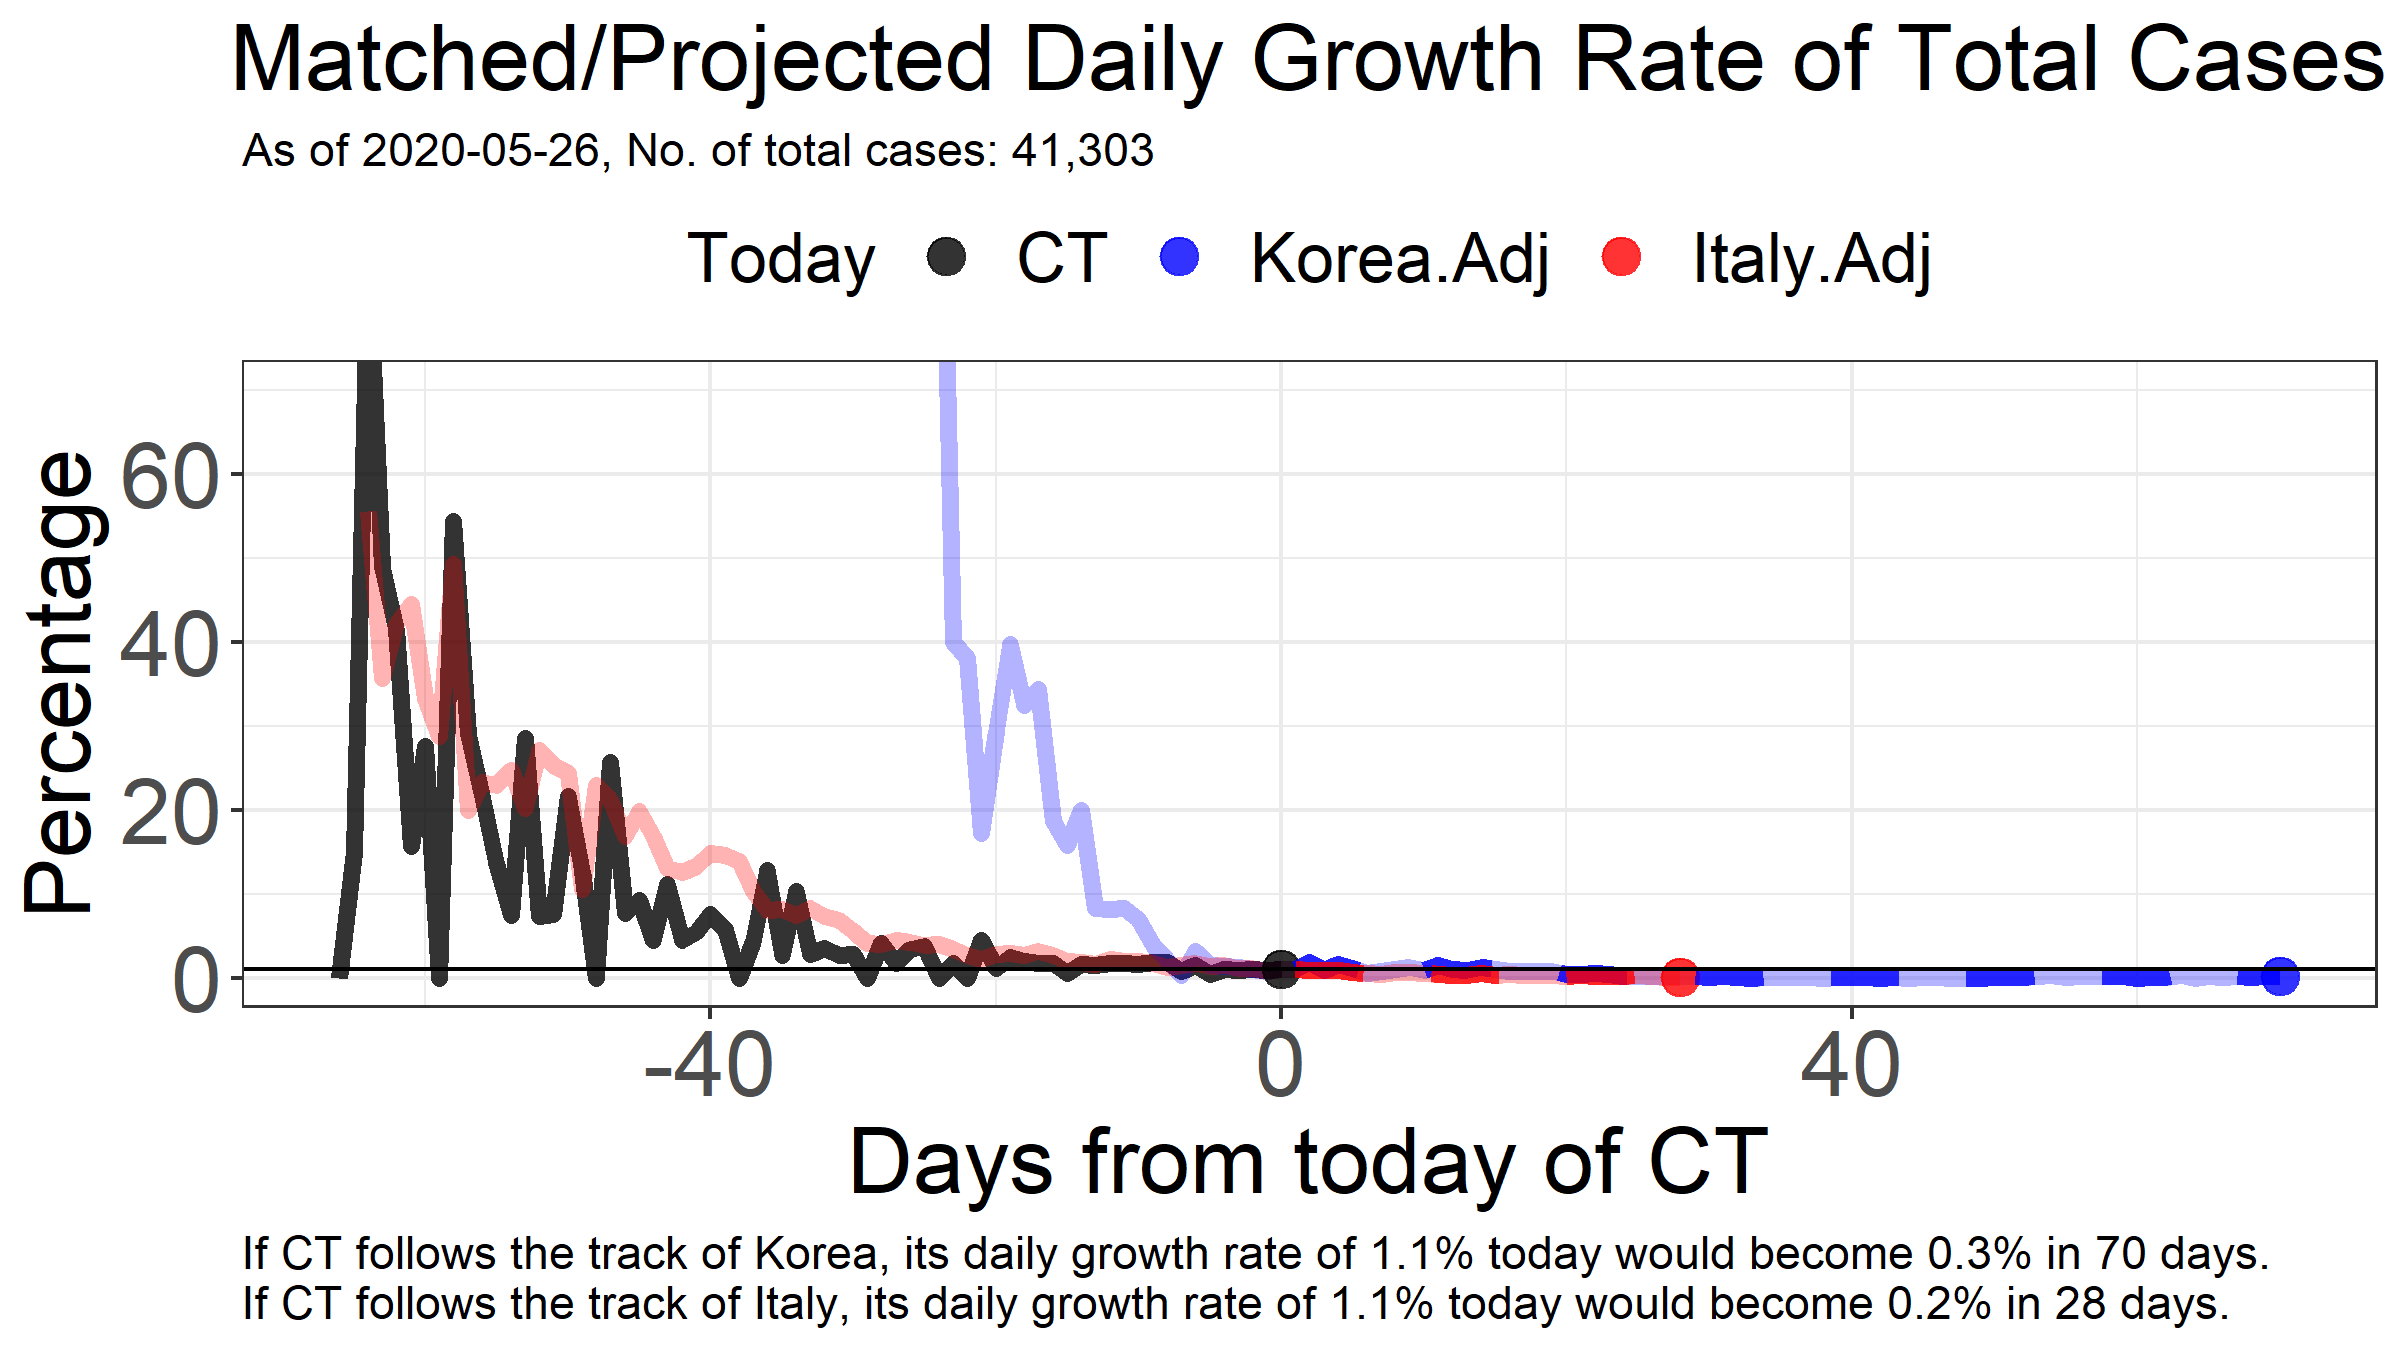 Matched/Projected Daily Growth Rate of Total Cases
As of 2020-05-26, No. of total cases: 41,303
Today CT Korea.Adj Italy.Adj
Percentage
60
40
20
0
-40 0 40
Days from today of CT
If CT follows the track of Korea, its daily growth rate of 1.1% today would become 0.3% in 70 days.
If CT follows the track of Italy, its daily growth rate of 1.1% today would become 0.2% in 28 days.